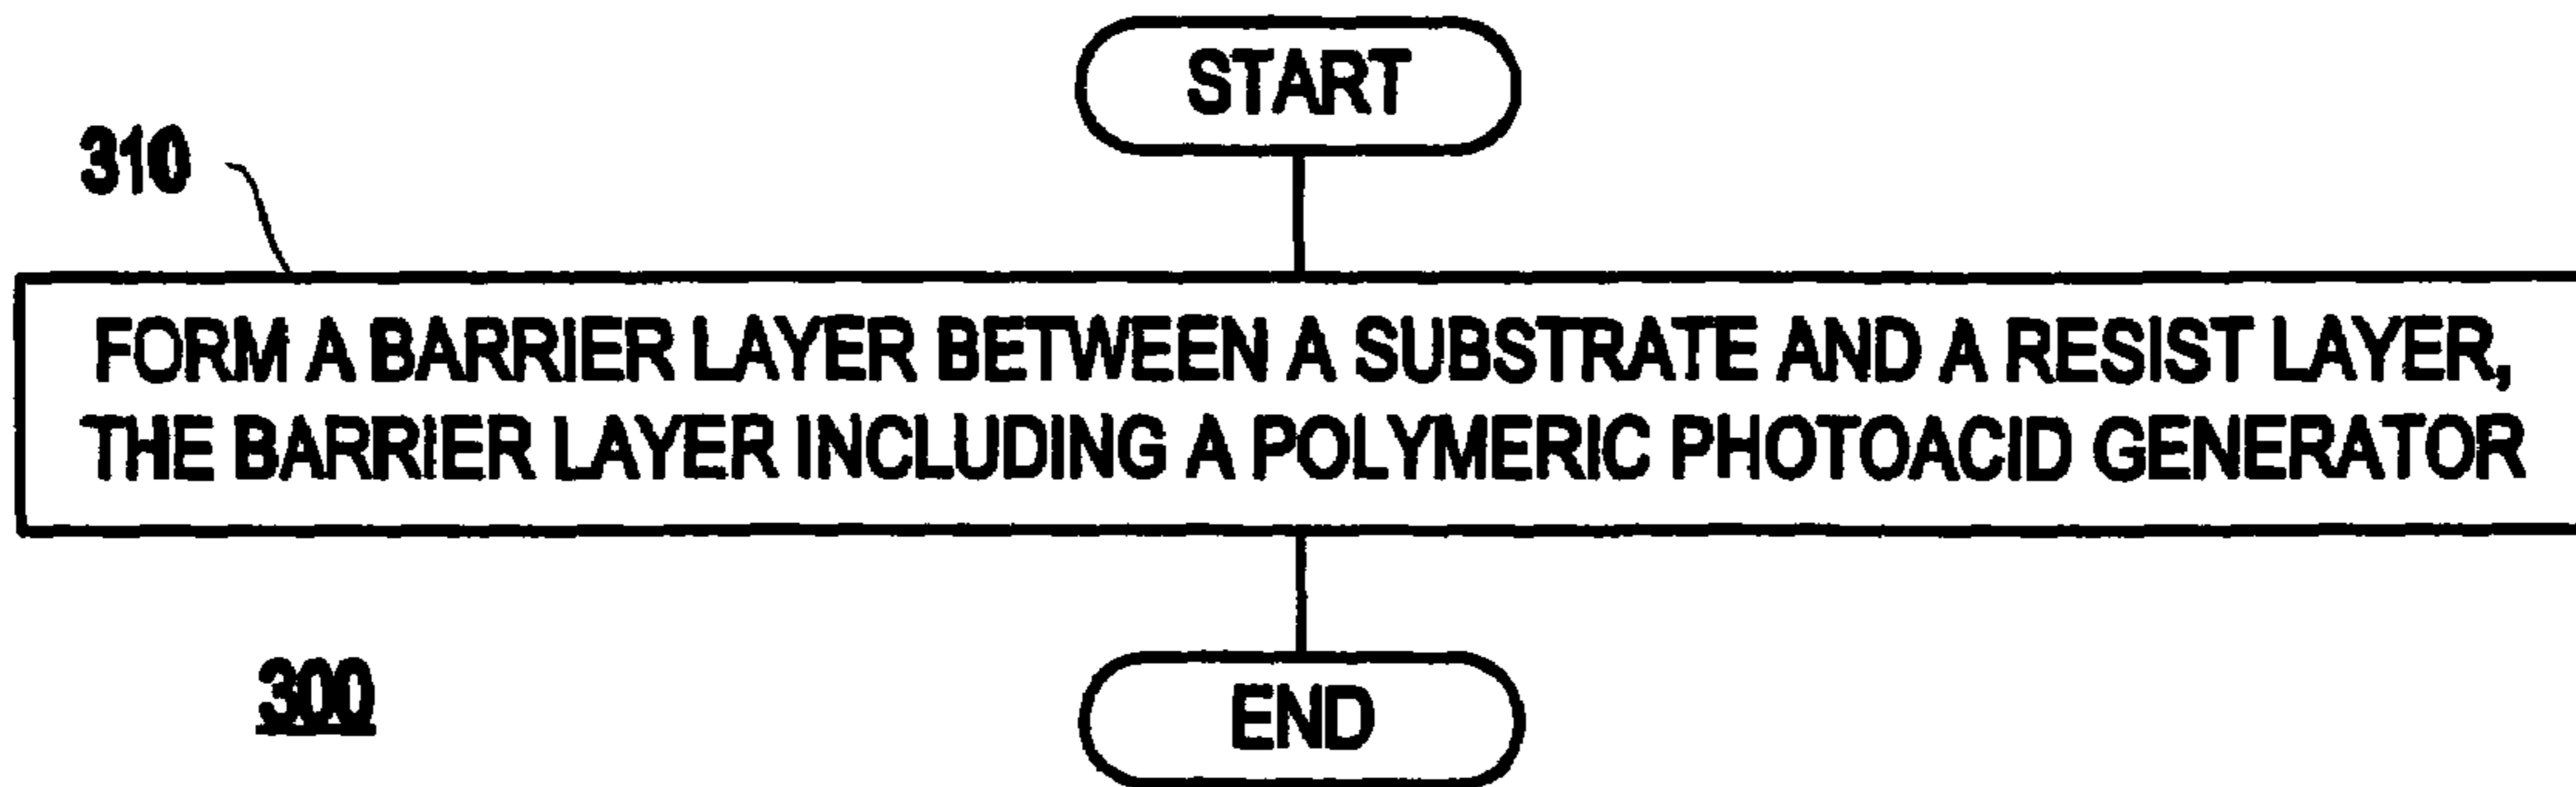 START
310
FORM A BARRIER LAYER BETWEEN A SUBSTRATE AND A RESIST LAYER,
THE BARRIER LAYER INCLUDING A POLYMERIC PHOTOACID GENERATOR
300
END